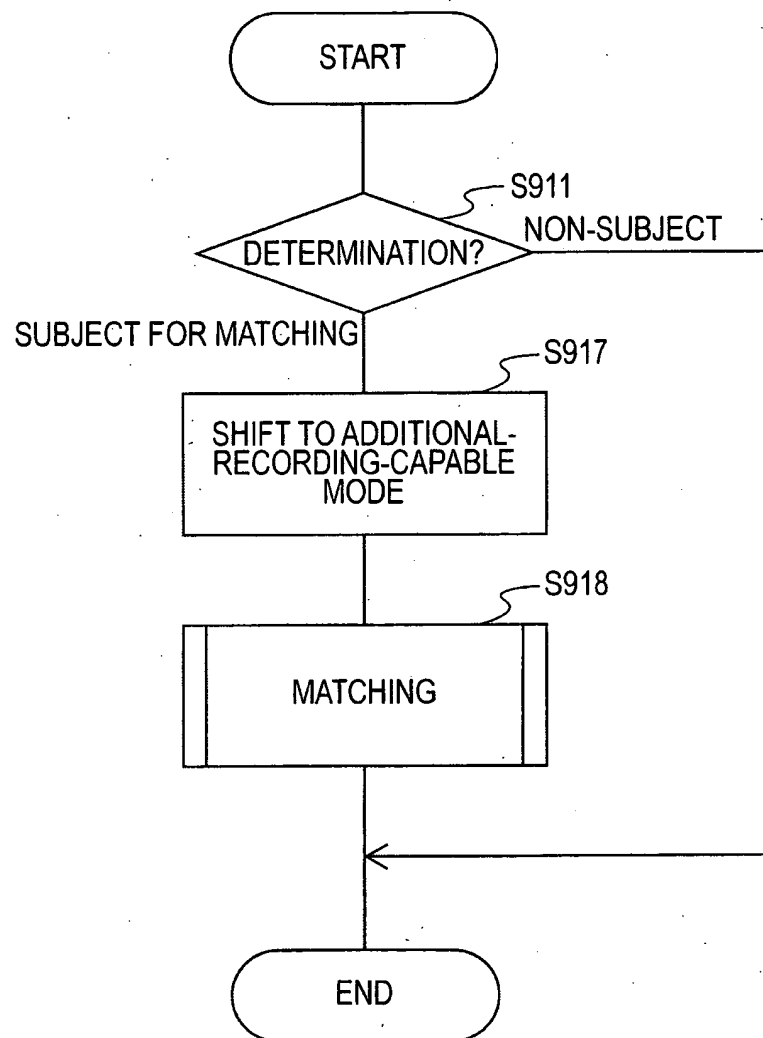 START
S911
NON-SUBJECT
DETERMINATION?
SUBJECT FOR MATCHING
S917
SHIFT TO ADDITIONAL-
RECORDING-CAPABLE
MODE
S918
MATCHING
END